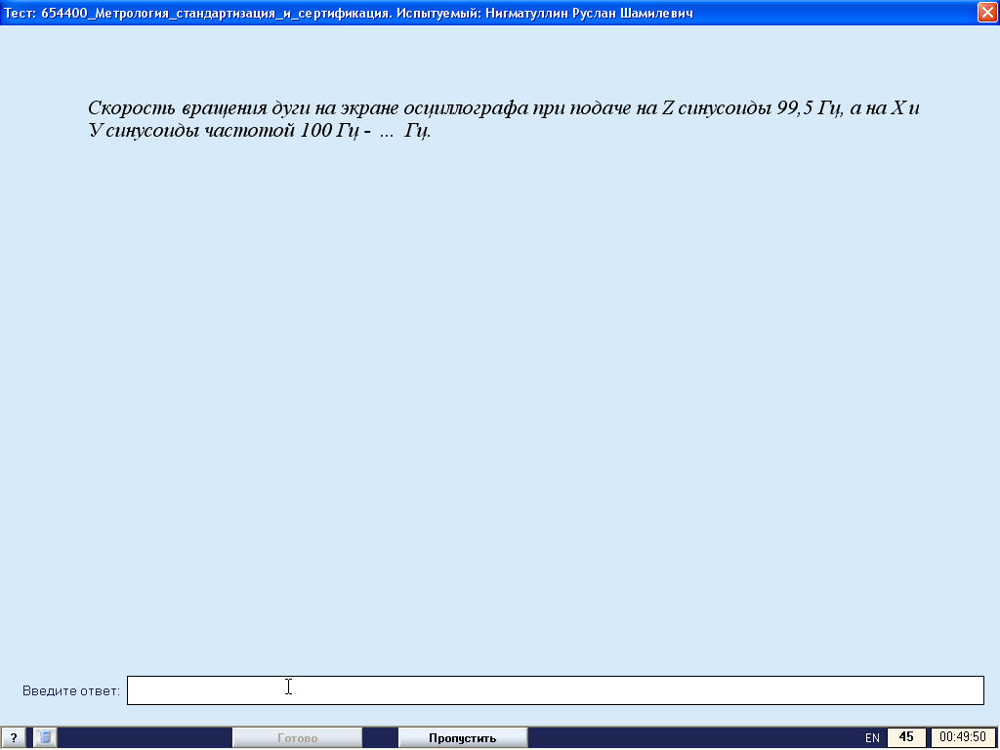 Тест: 654400_Метрология_стандартизация_и_сертификация. Испытуемый: Нигматуллин Руслан Шамилевич
Скорость вращения дуги на экране осциллографа при подаче на Z синусоиды 99,5 Гц, а на X и
У синусоиды частотой 100 Гц - ... Гц.
Введите ответ:
? Готово Пропустить EN 45 00:49:50